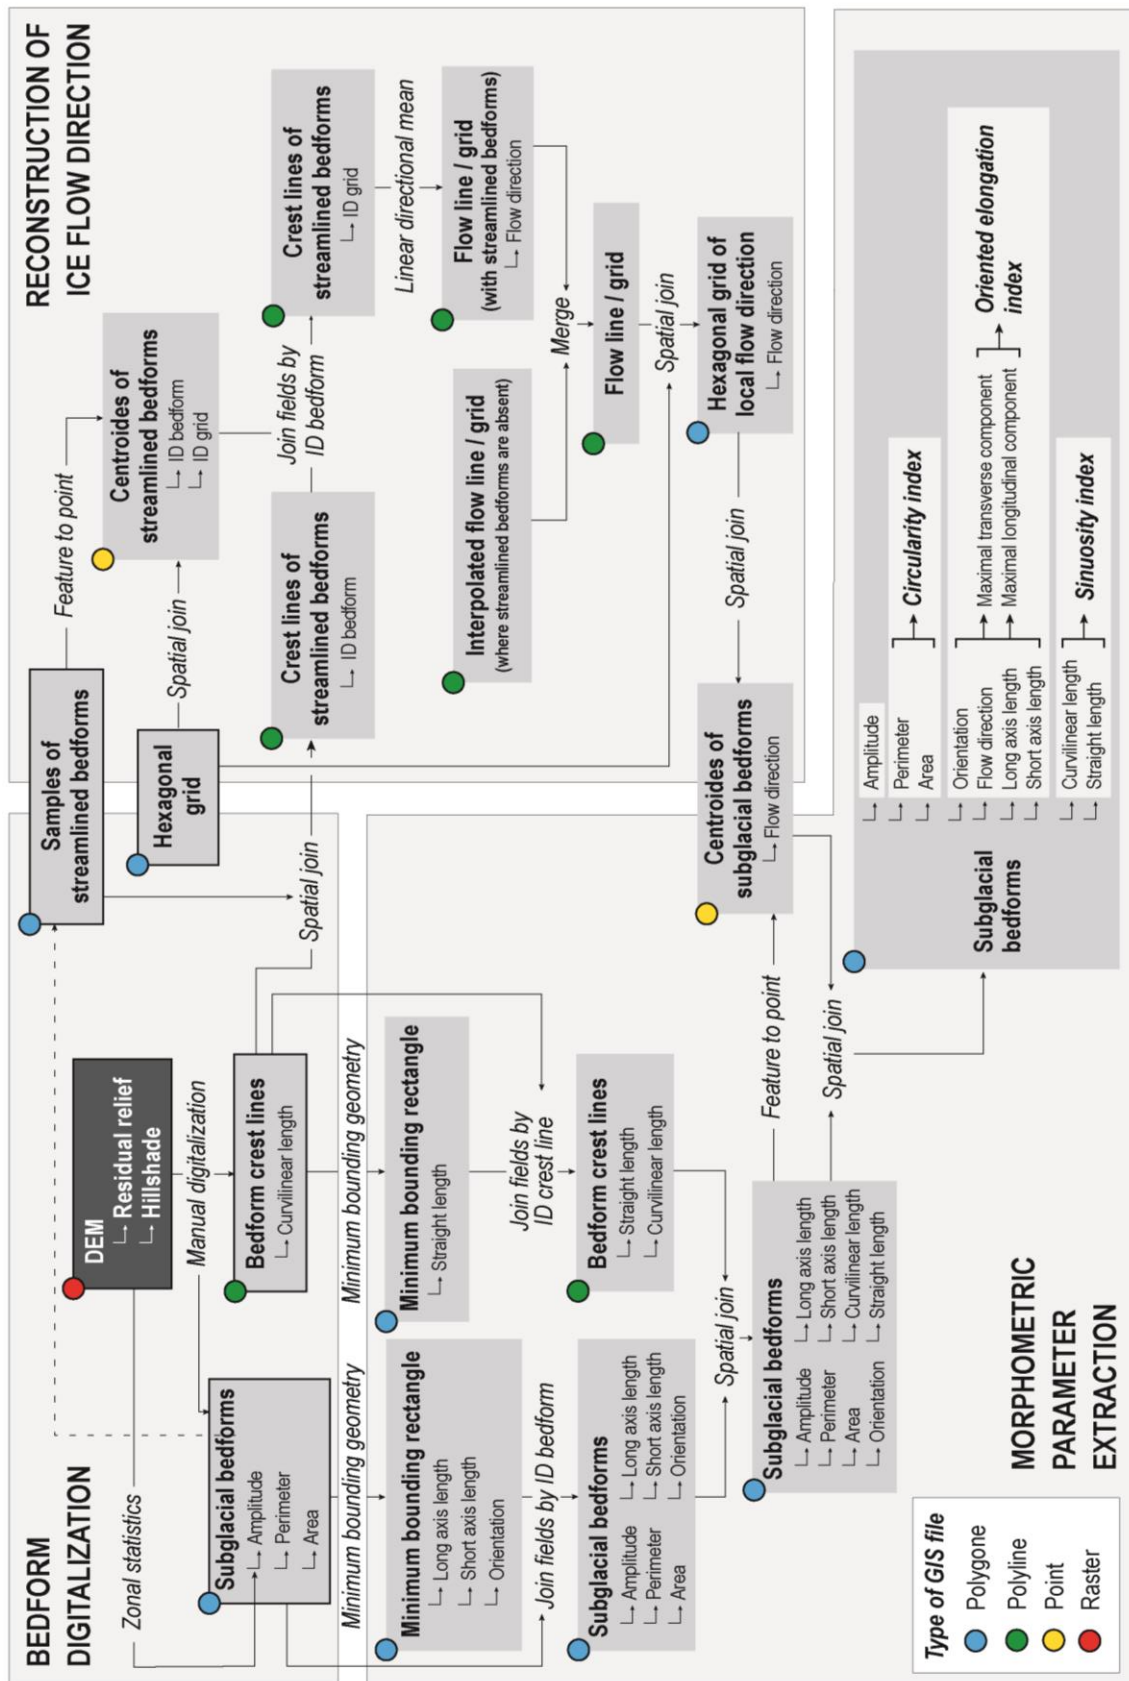 BEDFORM
DIGITALIZATION
Zonal statistics
DEM
Residual relief
Hillshade
Manual digitalization
Subglacial bedforms
Amplitude
Perimeter
Area
Bedform crest lines
Curvilinear length
Samples of
streamlined bedforms
Hexagonal
grid
Spatial join
RECONSTRUCTION OF
ICE FLOW DIRECTION
Feature to point
Spatial join
Centroides of
streamlined bedforms
ID bedform
ID grid
Crest lines of
streamlined bedforms
ID bedform
Join fields by
ID bedform
Crest lines of
streamlined bedforms
ID grid
Linear directional mean
Interpolated flow line / grid
(where streamlined bedforms are absent)
Flow line / grid
(with streamlined bedforms)
Flow direction
Merge
Flow line / grid
Spatial join
Hexagonal grid of
local flow direction
Flow direction
Spatial join
Minimum bounding geometry
Minimum bounding geometry
Minimum bounding rectangle
Long axis length
Short axis length
Orientation
Minimum bounding rectangle
Straight length
Join fields by ID bedform
Join fields by
ID crest line
Subglacial bedforms
Amplitude
Perimeter
Area
Long axis length
Short axis length
Orientation
Bedform crest lines
Straight length
Curvilinear length
Spatial join
Subglacial bedforms
Amplitude
Perimeter
Area
Orientation
Long axis length
Short axis length
Curvilinear length
Straight length
Feature to point
Centroides of
subglacial bedforms
Flow direction
Spatial join
Subglacial
bedforms
Amplitude
Perimeter
Area
Circularity index
Orientation
Flow direction
Long axis length
Short axis length
Maximal transverse component
Maximal longitudinal component
Oriented elongation
index
Curvilinear length
Straight length
Sinuosity index
MORPHOMETRIC
PARAMETER
EXTRACTION
Type of GIS file
Polygone
Polyline
Point
Raster